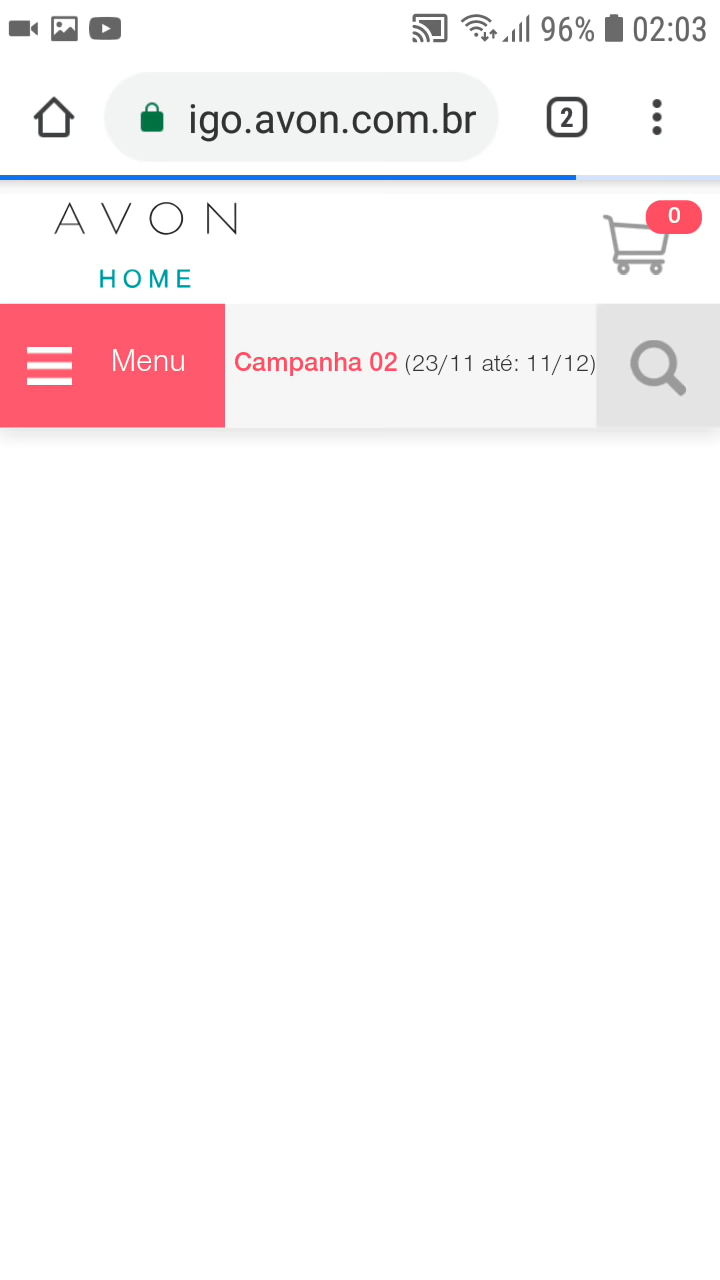 96% 02:03
igo.avon.com.br
2
AVON
0
HOME
Menu
Campanha 02 (23/11 até: 11/12)